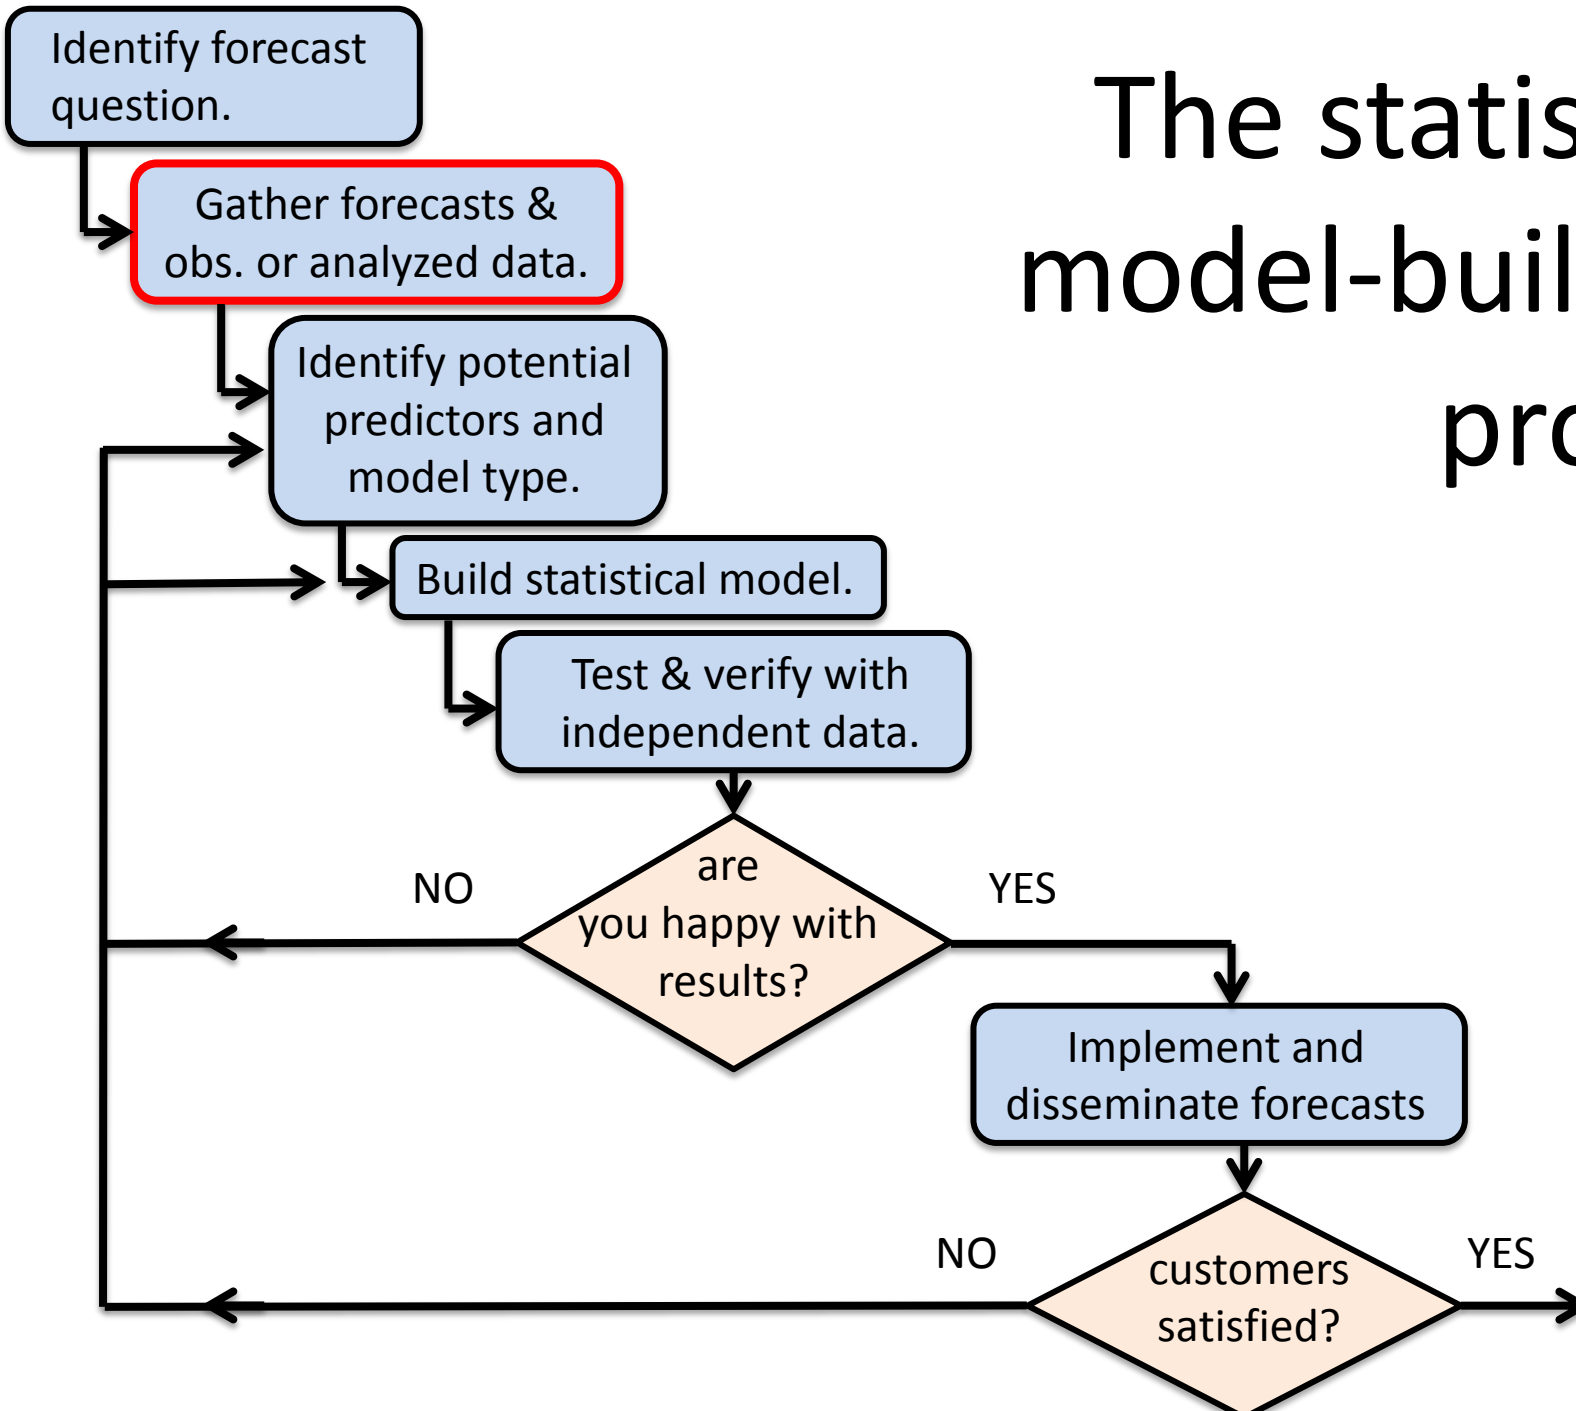 Identify forecast
question.
The statis
model-buil
pro
Gather forecasts &
obs. or analyzed data.
Identify potential
predictors and
model type.
Build statistical model.
Test & verify with
independent data.
are
you happy with
results?
NO
YES
Implement and
disseminate forecasts
customers
satisfied?
NO
YES